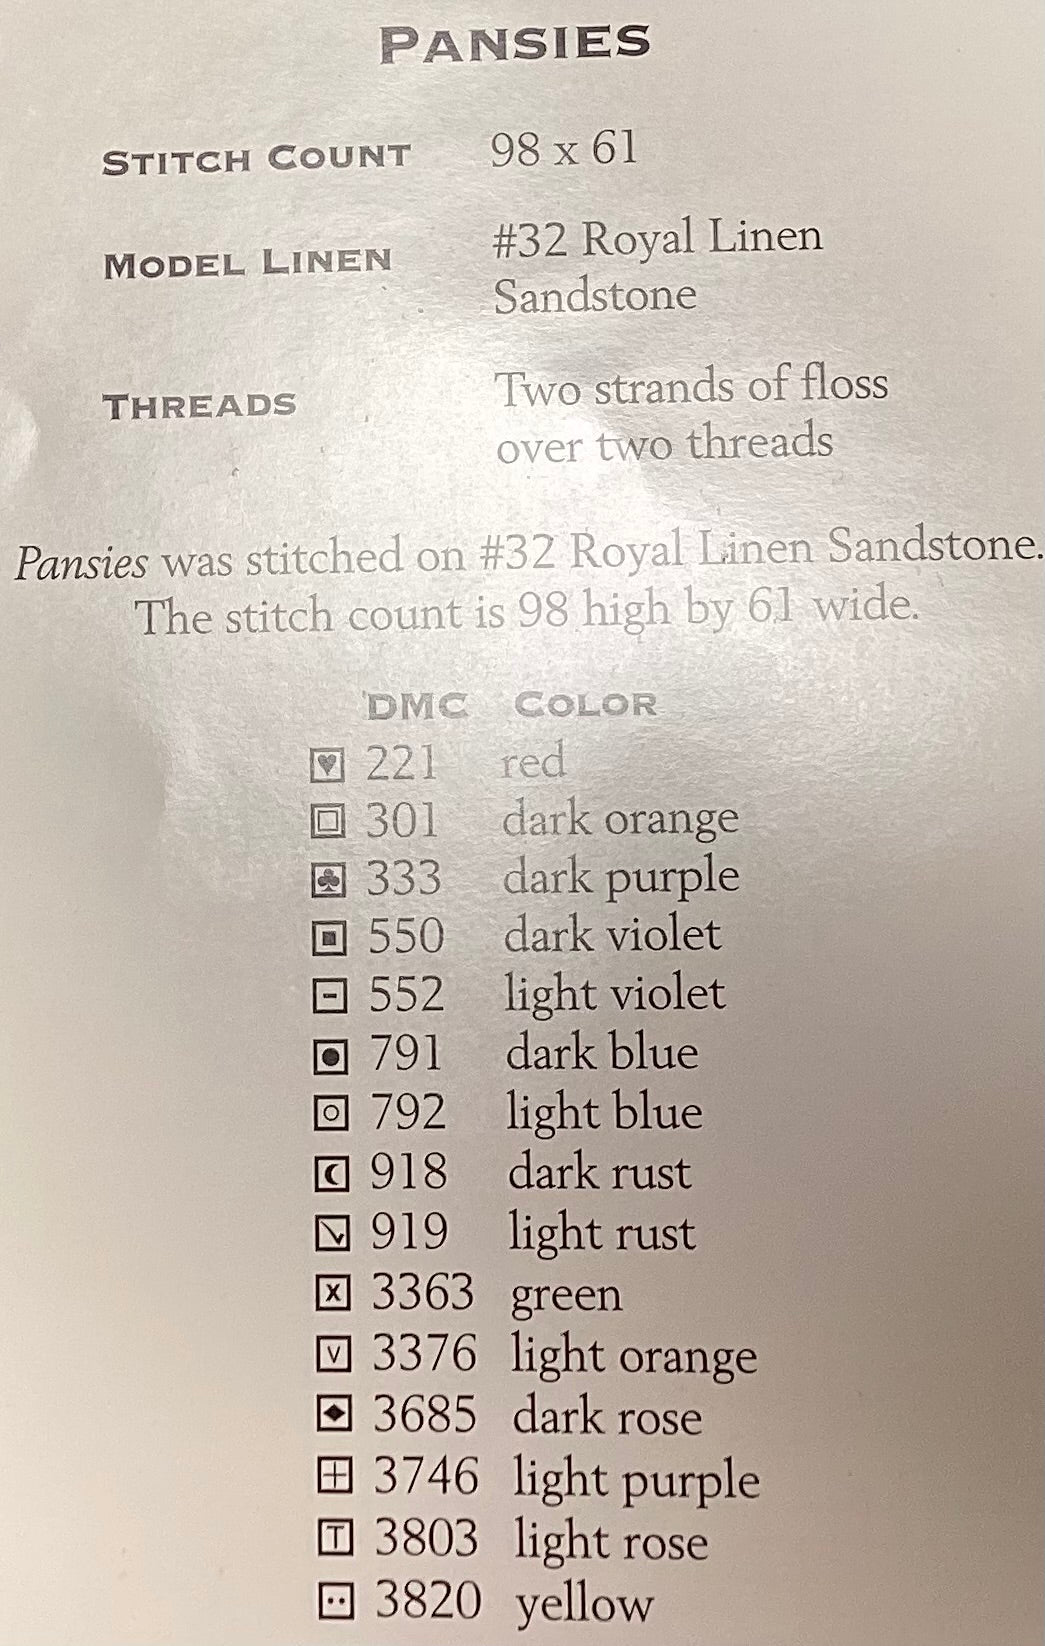 PANSIES
STITCH COUNT 98 x 61
MODEL LINEN #32 Royal Linen
Sandstone
THREADS Two strands of floss
over two threads
Pansies was stitched on #32 Royal Linen Sandstone.
The stitch count is 98 high by 61 wide.
DMC COLOR
221 red
301 dark orange
333 dark purple
550 dark violet
552 light violet
791 dark blue
792 light blue
918 dark rust
919 light rust
X 3363 green
V 3376 light orange
3685 dark rose
3746 light purple
T 3803 light rose
3820 yellow